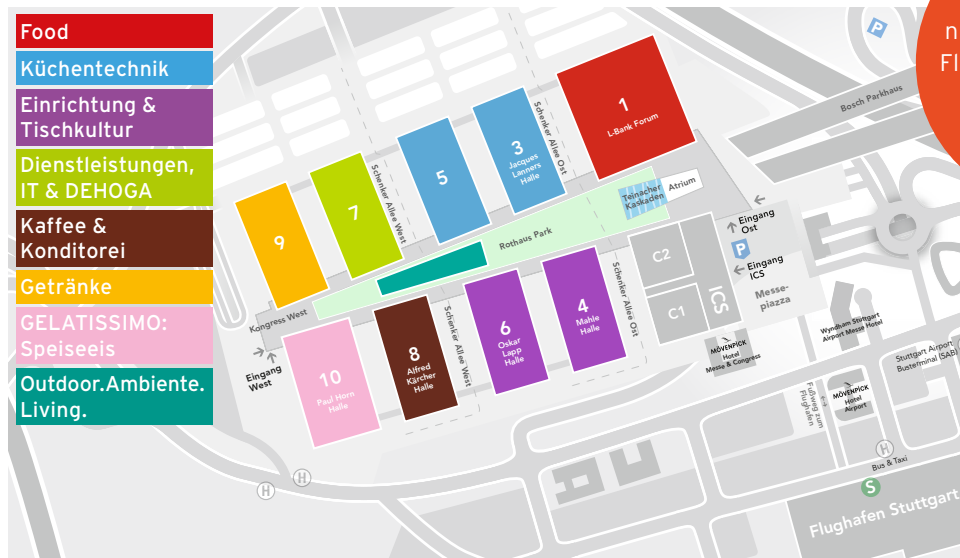 Food
Küchentechnik
Einrichtung &
Tischkultur
Dienstleistungen,
IT & DEHOGA
Kaffee &
Konditorei
Getränke
GELATISSIMO:
Speiseeis
Outdoor.Ambiente.
Living.
P
n
Fl
Bosch Parkhaus
1
L-Bank Forum
3
Jacques
Lanners
Halle
Schenker Allee Ost
5
Schenker Allee West
7
9
Teinacher
Kaskaden
Atrium
Rothaus Park
Kongress West
Eingang
Ost
P
Eingang
ICS
Messe-
piazza
C2
C1
ICS
Schenker Allee Ost
4
Mahle
Halle
6
Oskar
Lapp
Halle
Schenker Allee West
8
Alfred
Kärcher
Halle
10
Paul Horn
Halle
Eingang
West
MÖVENPICK
Hotel
Messe & Congress
Wyndham Stuttgart
Airport Messe Hotel
Stuttgart Airport
Busterminal (SAB)
MÖVENPICK
Hotel
Airport
Fußweg zum
Flughafen
H
Bus & Taxi
S
Flughafen Stuttgart
H
H